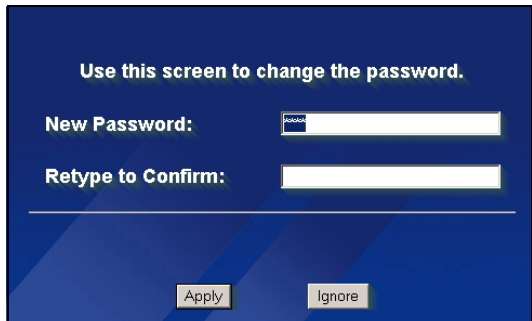 Use this screen to change the password.
New Password: ****
Retype to Confirm:
Apply Ignore